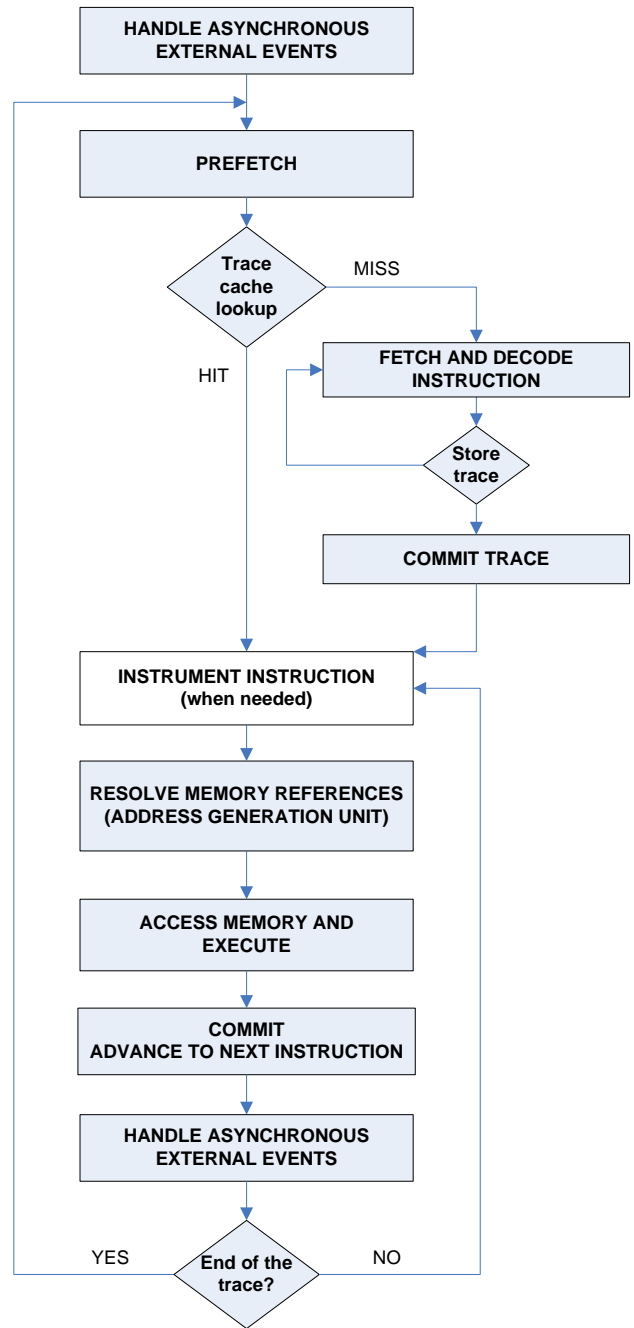 HANDLE ASYNCHRONOUS
EXTERNAL EVENTS
PREFETCH
Trace
cache
lookup
MISS
HIT
FETCH AND DECODE
INSTRUCTION
Store
trace
COMMIT TRACE
INSTRUMENT INSTRUCTION
(when needed)
RESOLVE MEMORY REFERENCES
(ADDRESS GENERATION UNIT)
ACCESS MEMORY AND
EXECUTE
COMMIT
ADVANCE TO NEXT INSTRUCTION
HANDLE ASYNCHRONOUS
EXTERNAL EVENTS
YES
End of the
trace?
NO